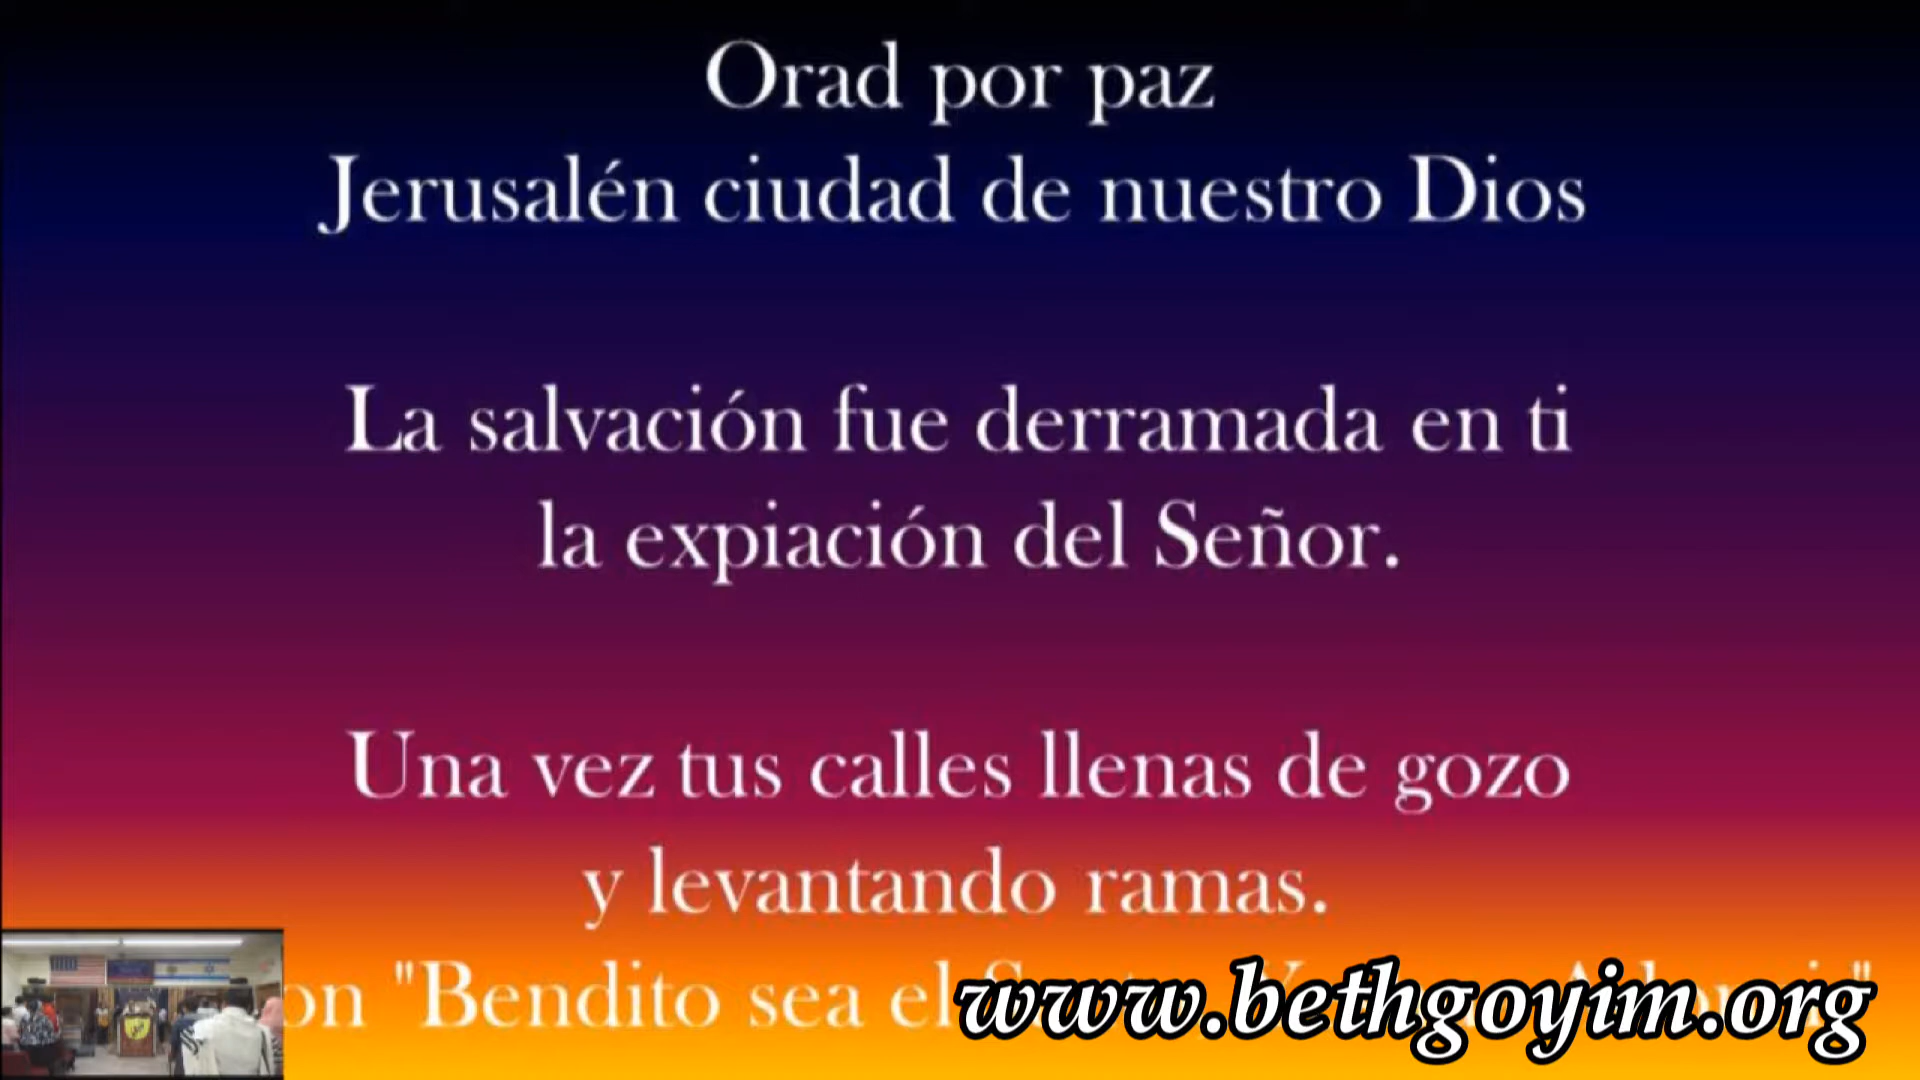 Orad por paz
Jerusalén ciudad de nuestro Dios
La salvación fue derramada en ti
la expiación del Señor.
Una vez tus calles llenas de gozo
y levantando ramas.
on "Bendito sea el
www.bethgoyim.org